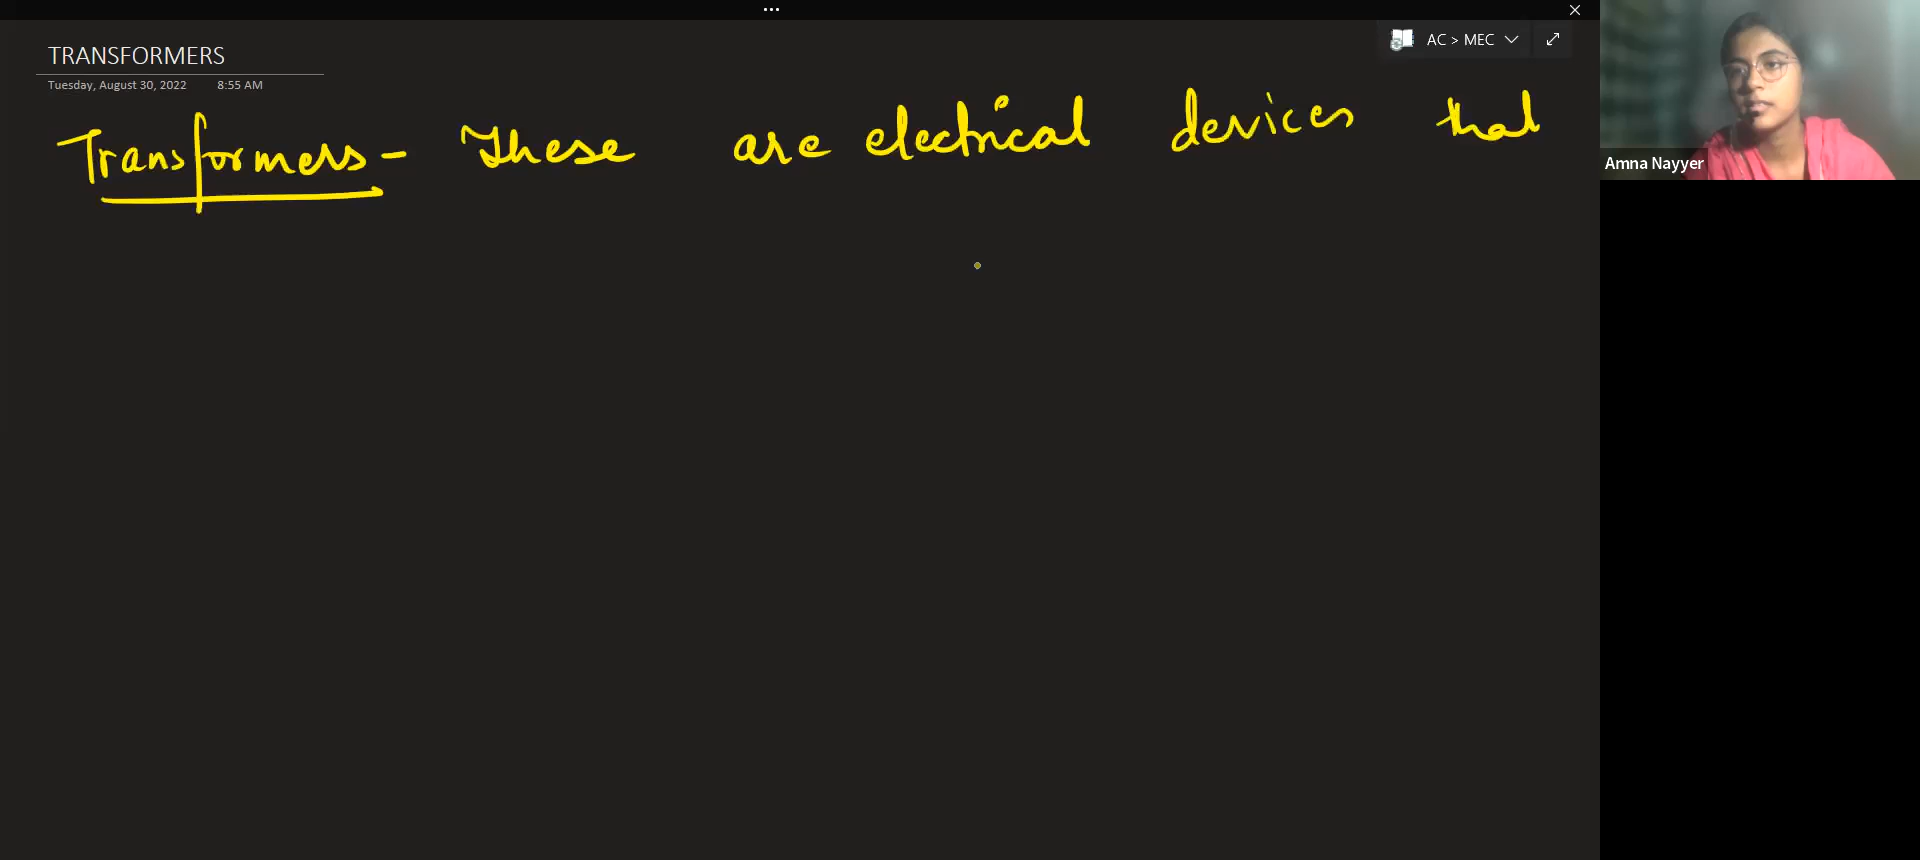 TRANSFORMERS
Tuesday, August 30, 2022 8:55 AM
AC > MEC
Transformers - These are electrical devices that
Amna Nayyer